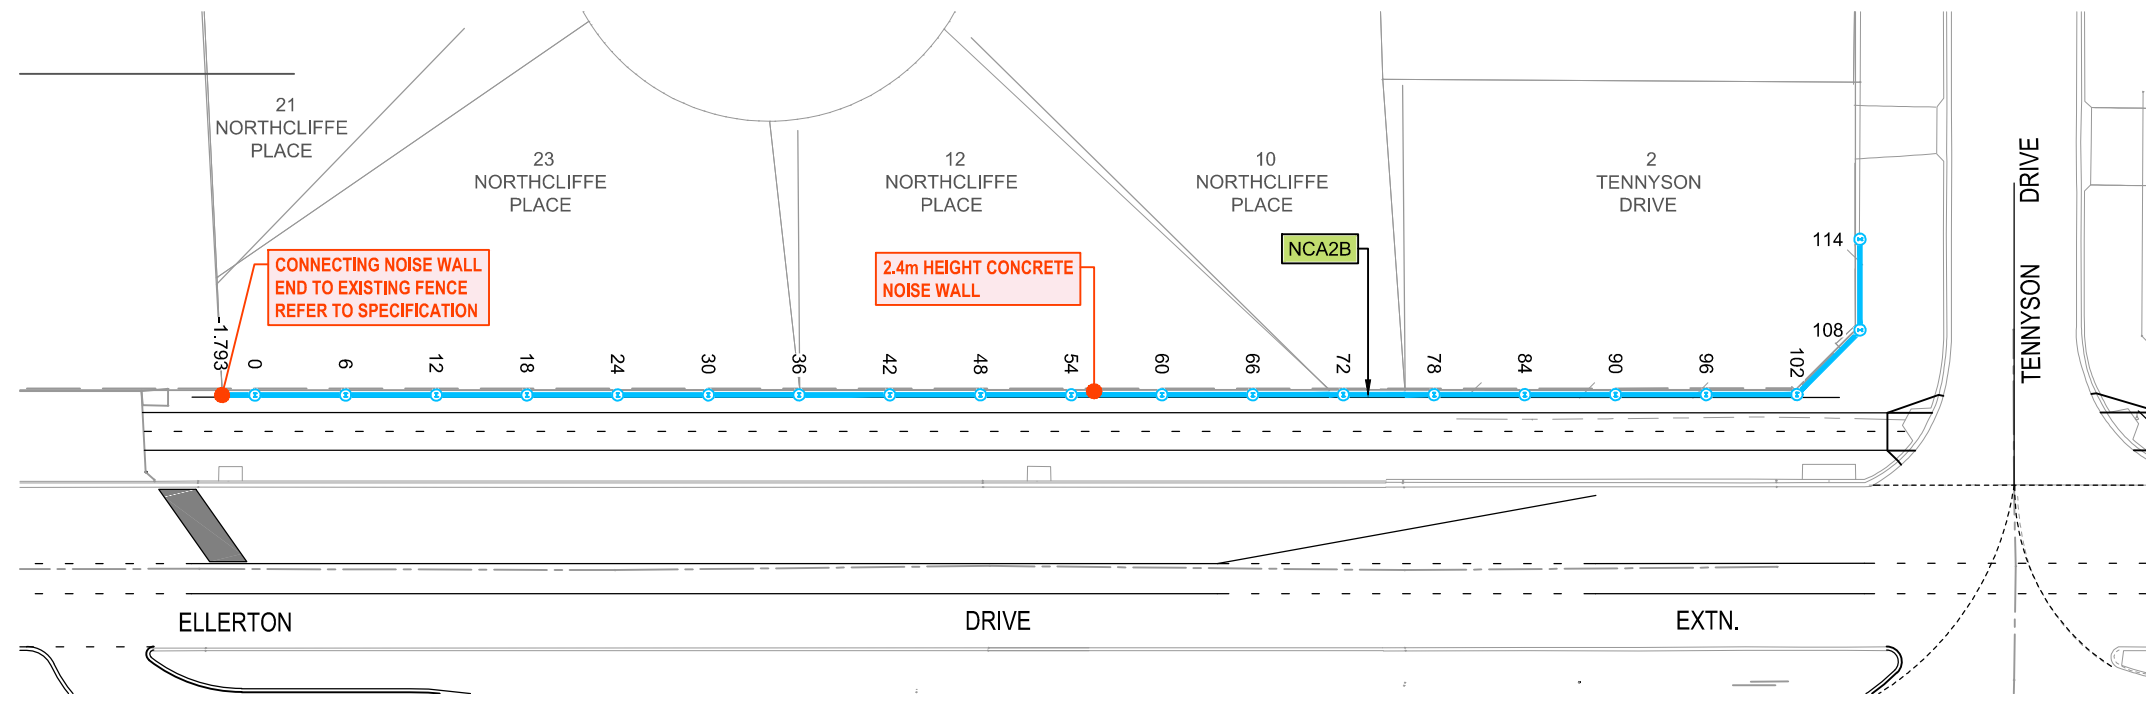 21
NORTHCLIFFE
PLACE
23
NORTHCLIFFE
PLACE
12
NORTHCLIFFE
PLACE
10
NORTHCLIFFE
PLACE
2
TENNYSON
DRIVE
CONNECTING NOISE WALL
END TO EXISTING FENCE
REFER TO SPECIFICATION
2.4m HEIGHT CONCRETE
NOISE WALL
NCA2B
-1.793
0
6
12
18
24
30
36
42
48
54
60
66
72
78
84
90
96
102
108
114
TENNYSON DRIVE
ELLERTON DRIVE EXTN.